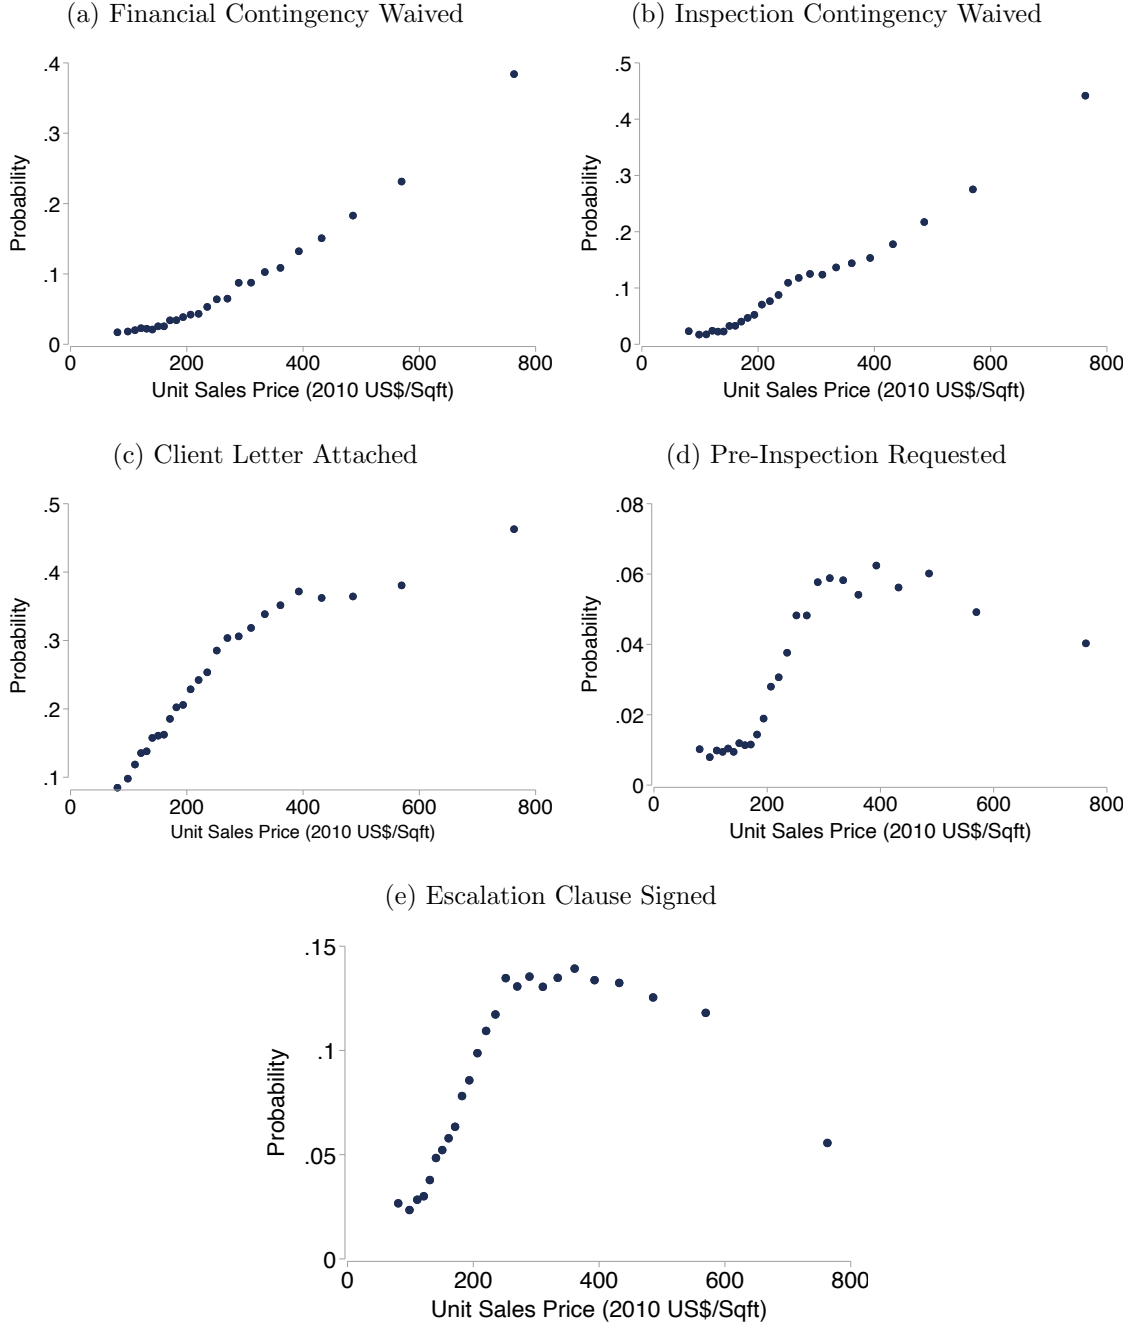 (a) Financial Contingency Waived
(b) Inspection Contingency Waived
.4
.3
.2
.1
0
Probability
0 200 400 600 800
Unit Sales Price (2010 US$/Sqft)
.5
.4
.3
.2
.1
0
Probability
0 200 400 600 800
Unit Sales Price (2010 US$/Sqft)
(c) Client Letter Attached
(d) Pre-Inspection Requested
.5
.4
.3
.2
.1
Probability
0 200 400 600 800
Unit Sales Price (2010 US$/Sqft)
.08
.06
.04
.02
0
Probability
0 200 400 600 800
Unit Sales Price (2010 US$/Sqft)
(e) Escalation Clause Signed
.15
.1
.05
0
Probability
0 200 400 600 800
Unit Sales Price (2010 US$/Sqft)